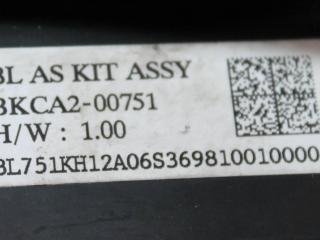 BL AS KIT ASSY
BKCA2-00751
H/W : 1.00
BL751KH12A06S369810010000